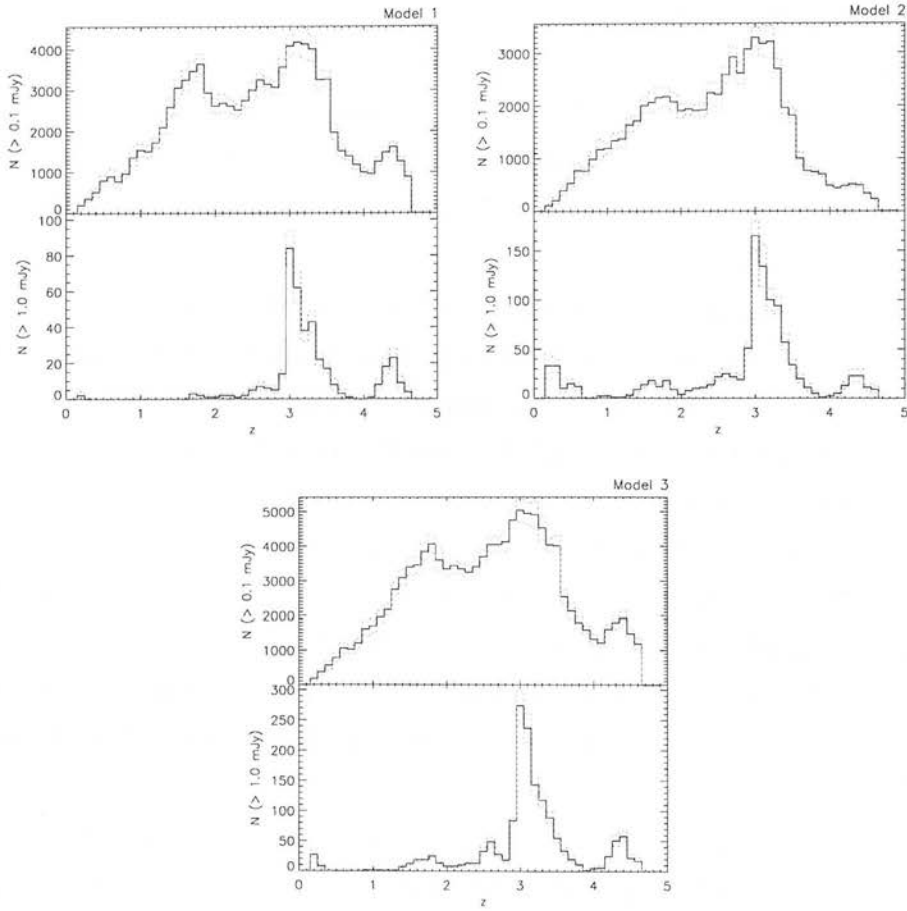 Model 1
N (> 0.1 mJy)
4000
3000
2000
1000
0
N (> 1.0 mJy)
100
80
60
40
20
0
0 1 2 3 4 5
z
Model 2
N (> 0.1 mJy)
3000
2000
1000
0
N (> 1.0 mJy)
150
100
50
0
0 1 2 3 4 5
z
Model 3
N (> 0.1 mJy)
5000
4000
3000
2000
1000
0
N (> 1.0 mJy)
300
250
200
150
100
50
0
0 1 2 3 4 5
z